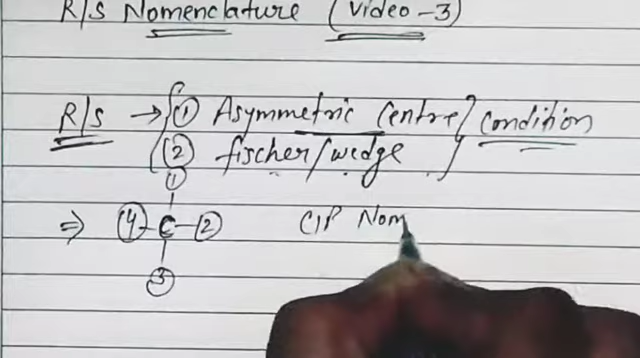 R/S Nomenclature (Video-3)
R/S → (1) Asymmetric Centre/ Condition
(2) fischer/wedge
1
⇒ 4-C-2 CIP Nom
3